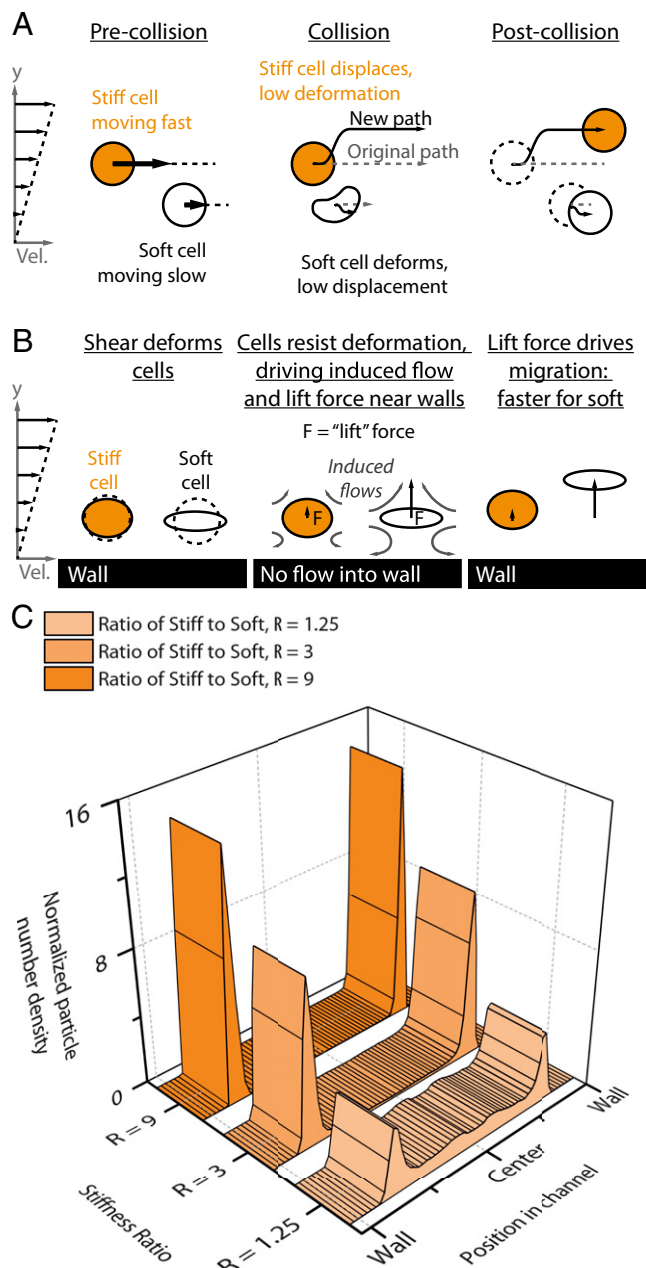 A
Pre-collision
Collision
Post-collision
y
Stiff cell
moving fast
Stiff cell displaces,
low deformation
New path
Original path
Vel.
Soft cell
moving slow
Soft cell deforms,
low displacement
B
Shear deforms
cells
Cells resist deformation,
driving induced flow
and lift force near walls
Lift force drives
migration:
faster for soft
y
F = "lift" force
Stiff
cell
Soft
cell
Induced
flows
F
F
Vel.
Wall
No flow into wall
Wall
C
Ratio of Stiff to Soft, R = 1.25
Ratio of Stiff to Soft, R = 3
Ratio of Stiff to Soft, R = 9
16
8
0
Normalized particle
number density
R = 9
R = 3
R = 1.25
Stiffness Ratio
Wall
Center
Wall
Position in channel